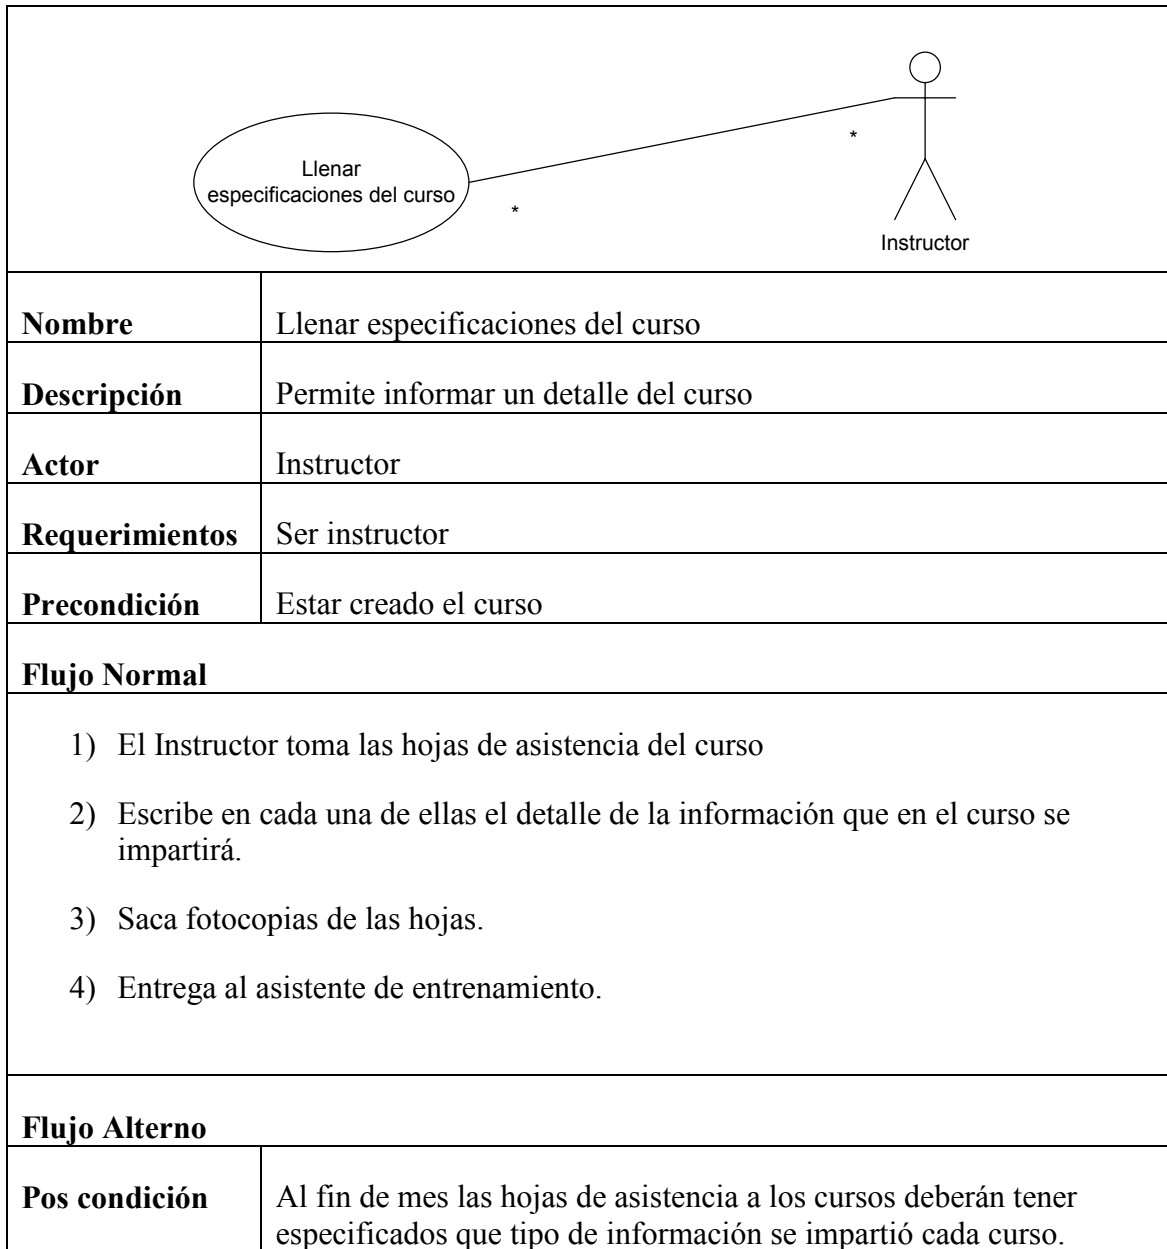 Llenar
especificaciones del curso
*
*
Instructor
Nombre Llenar especificaciones del curso
Descripción Permite informar un detalle del curso
Actor Instructor
Requerimientos Ser instructor
Precondición Estar creado el curso
Flujo Normal
1) El Instructor toma las hojas de asistencia del curso
2) Escribe en cada una de ellas el detalle de la información que en el curso se
impartirá.
3) Saca fotocopias de las hojas.
4) Entrega al asistente de entrenamiento.
Flujo Alterno
Pos condición Al fin de mes las hojas de asistencia a los cursos deberán tener
especificados que tipo de información se impartió cada curso.